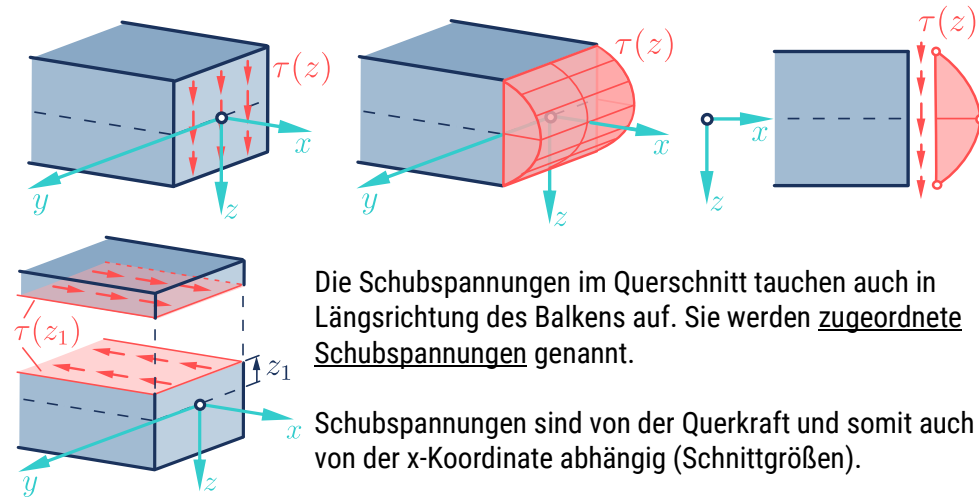 τ(z)
x
y
z
τ(z)
x
y
z
τ(z)
x
z
τ(z₁)
z₁
x
y
z
Die Schubspannungen im Querschnitt tauchen auch in
Längsrichtung des Balkens auf. Sie werden zugeordnete
Schubspannungen genannt.
Schubspannungen sind von der Querkraft und somit auch
von der x-Koordinate abhängig (Schnittgrößen).